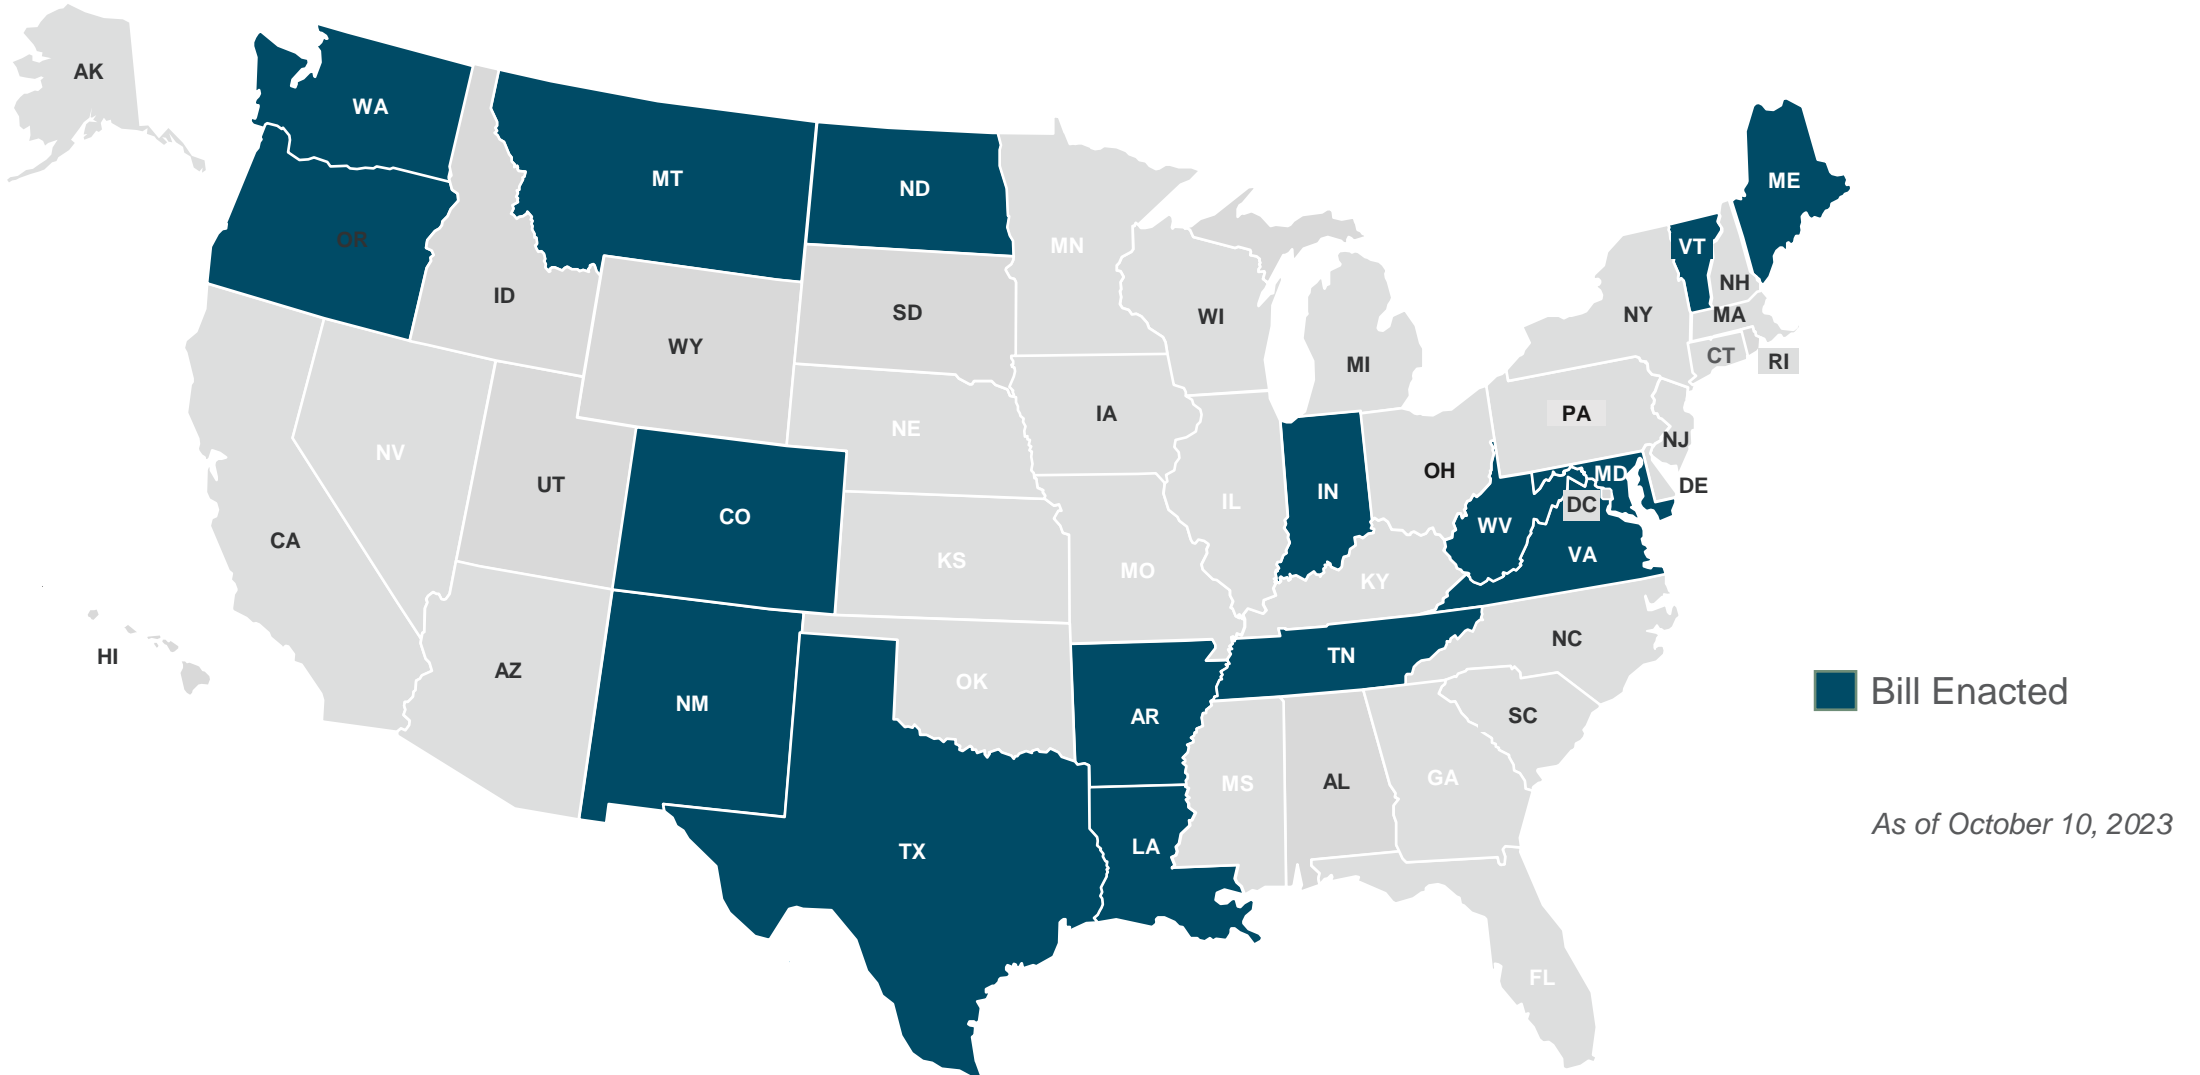 AK
WA
MT
ND
ME
OR
MN
VT
ID
NH
SD
WI
NY
MA
WY
MI
CT
RI
IA
PA
NE
NV
NJ
OH
MD
UT
IN
DE
IL
DC
CO
WV
CA
VA
KS
MO
KY
NC
HI
TN
AZ
OK
Bill Enacted
NM
SC
AR
GA
AL
MS
As of October 10, 2023
LA
TX
FL